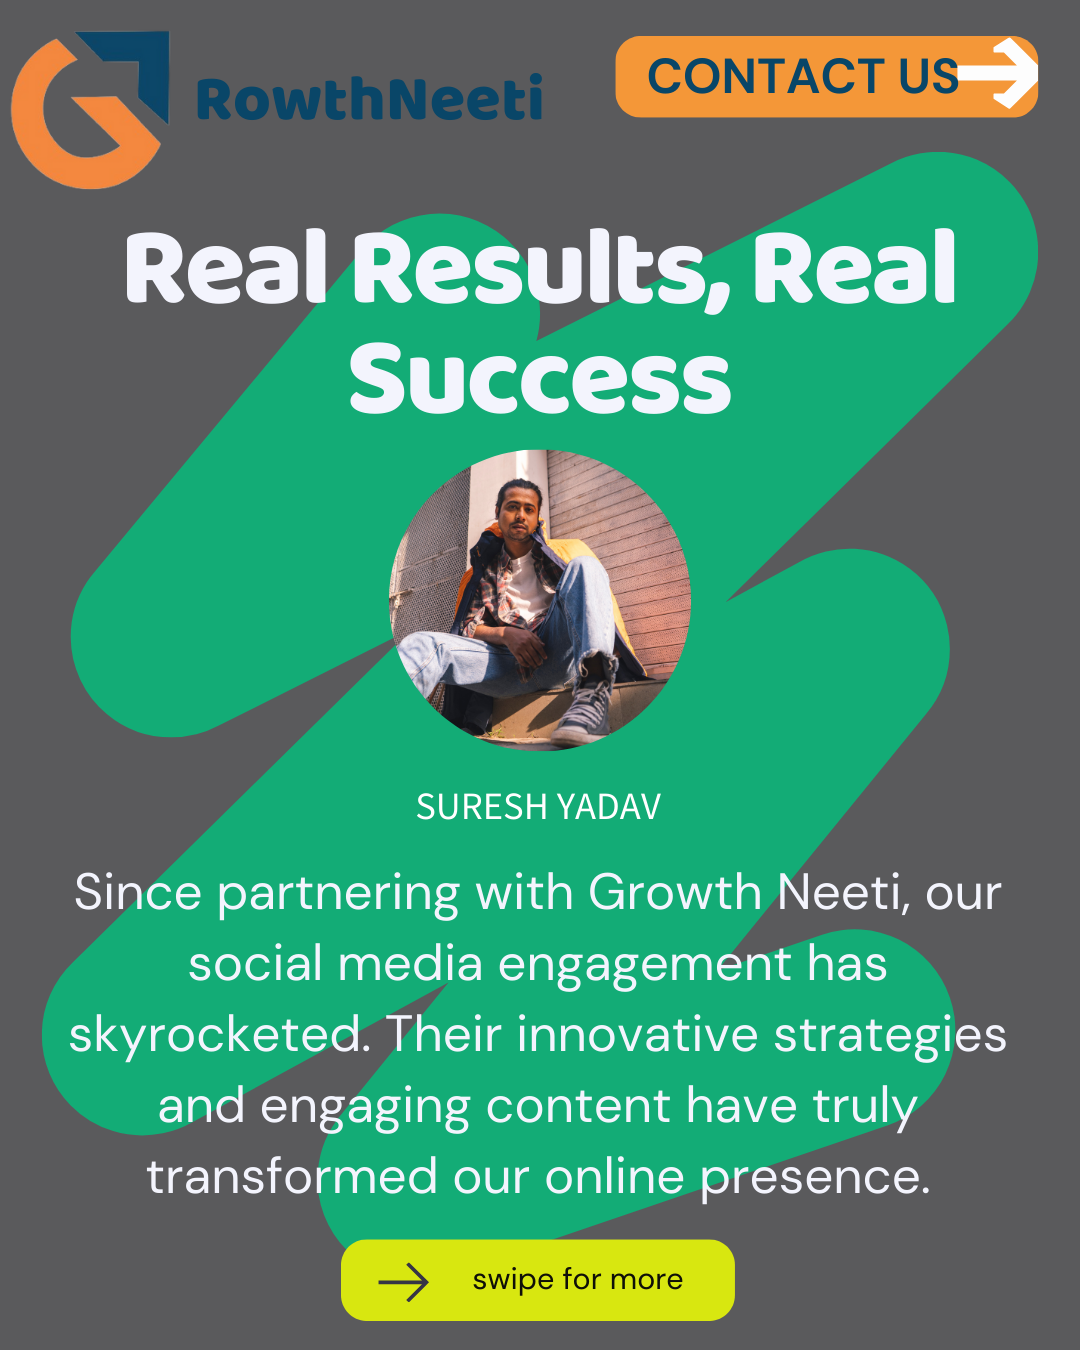 RowthNeeti
CONTACT US
Real Results, Real
Success
SURESH YADAV
Since partnering with Growth Neeti, our
social media engagement has
skyrocketed. Their innovative strategies
and engaging content have truly
transformed our online presence.
swipe for more